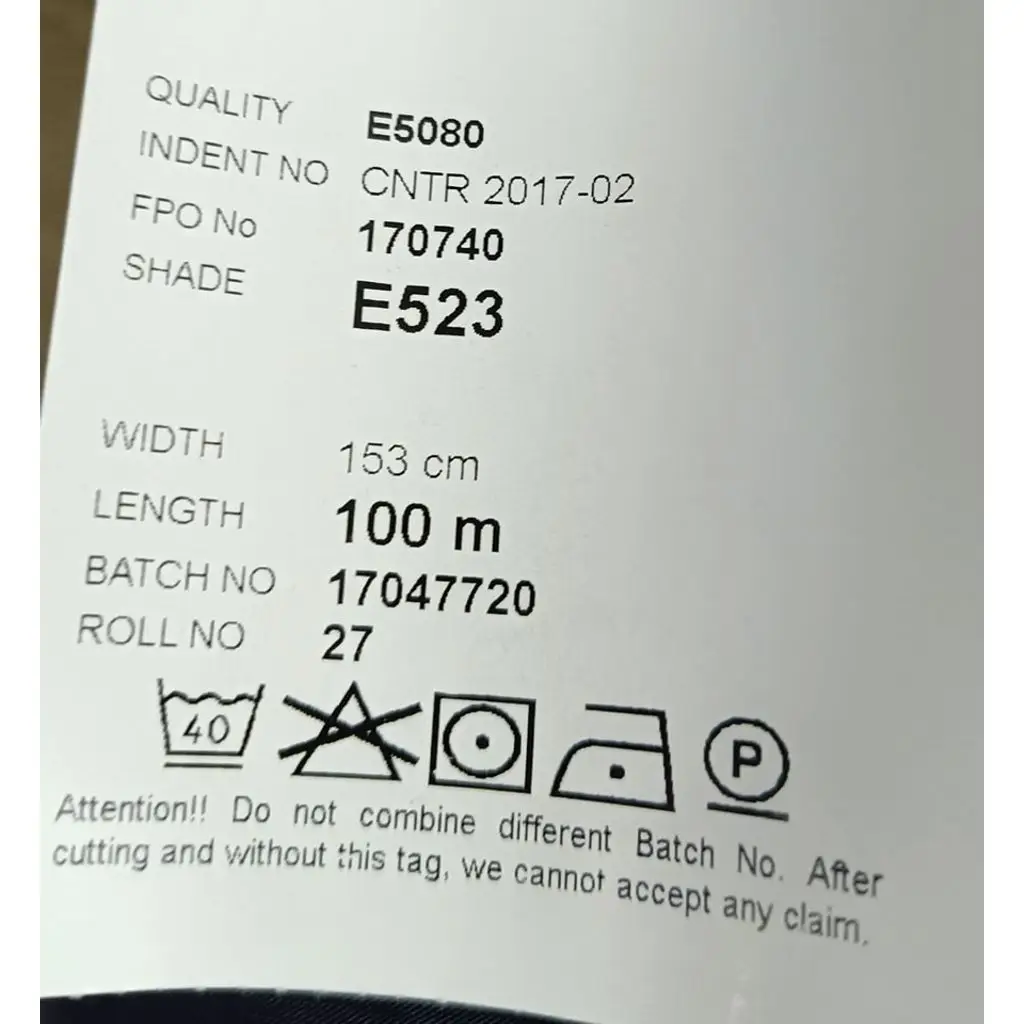 QUALITY E5080
INDENT NO CNTR 2017-02
FPO No 170740
SHADE E523
WIDTH 153 cm
LENGTH 100 m
BATCH NO 17047720
ROLL NO 27
40 P
Attention!! Do not combine different Batch No. After
cutting and without this tag, we cannot accept any claim.